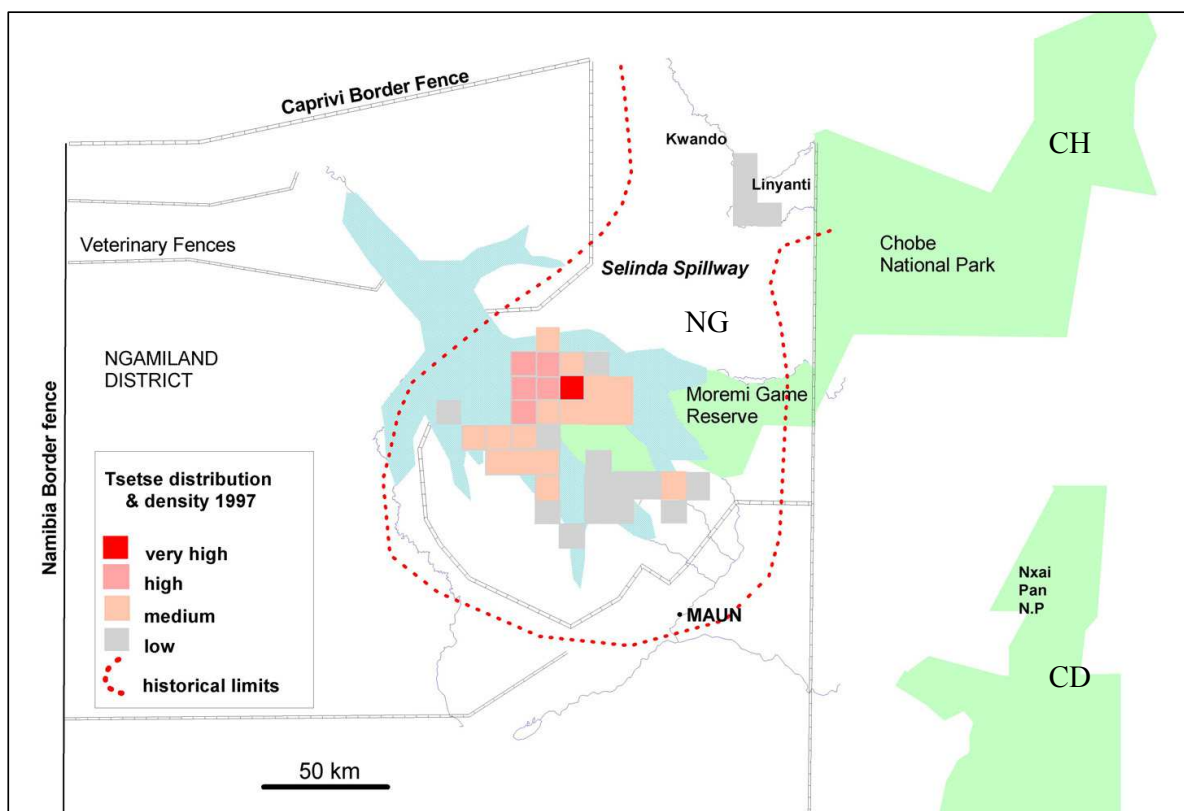 Caprivi Border Fence
Kwando
Linyanti
CH
Veterinary Fences
Chobe
National Park
Selinda Spillway
NG
NGAMILAND
DISTRICT
Moremi Game
Reserve
Namibia Border fence
Tsetse distribution
& density 1997
very high
high
medium
low
historical limits
Nxai
Pan
N.P
MAUN
CD
50 km